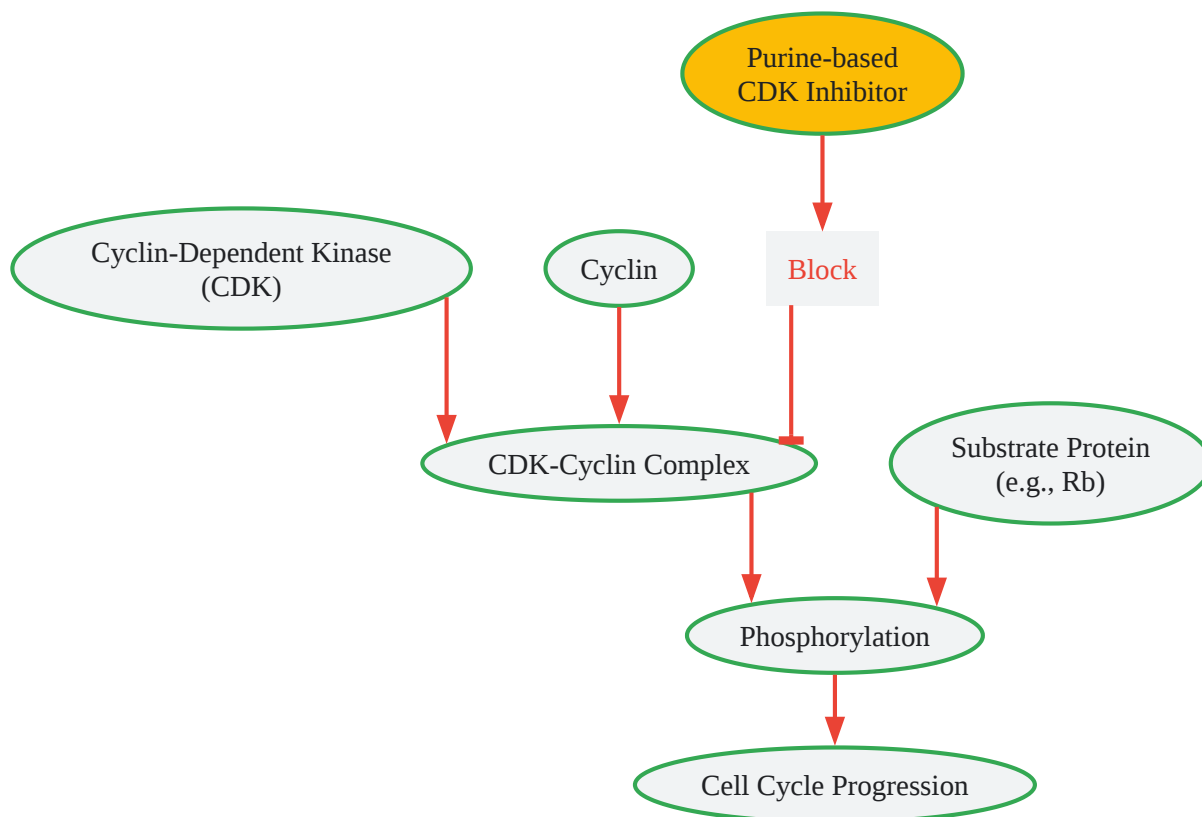 Purine-based
CDK Inhibitor
Cyclin-Dependent Kinase
(CDK)
Cyclin
Block
CDK-Cyclin Complex
Substrate Protein
(e.g., Rb)
Phosphorylation
Cell Cycle Progression